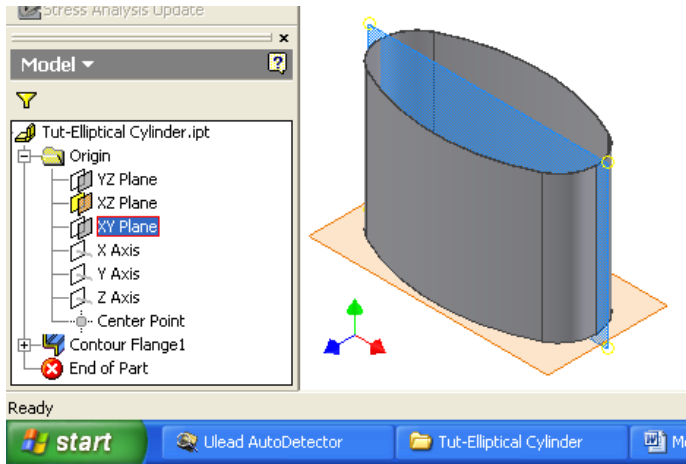 Stress Analysis Update
Model
Tut-Elliptical Cylinder.ipt
Origin
YZ Plane
XZ Plane
XY Plane
X Axis
Y Axis
Z Axis
Center Point
Contour Flange1
End of Part
Ready
start
Ulead AutoDetector
Tut-Elliptical Cylinder